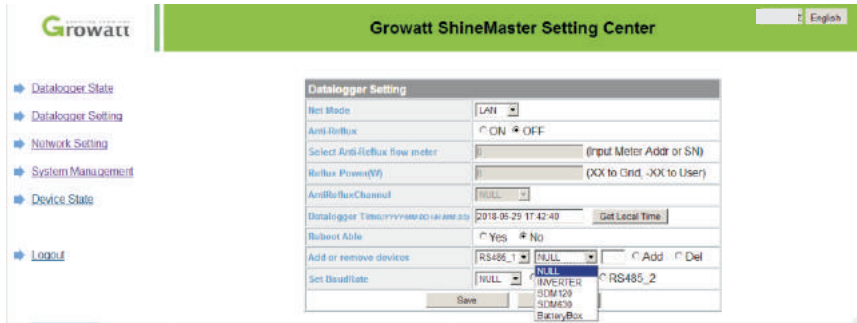 Growatt
Growatt ShineMaster Setting Center
English
Datalogger State
Datalogger Setting
Network Setting
System Management
Device State
Logout
Datalogger Setting
Net Mode LAN
Anti-Reflux ON OFF
Select Anti-Reflux flow meter (Input Meter Addr or SN)
Reflux Power(W) (XX to Grid, -XX to User)
AntiRefluxChannel NULL
Datalogger Time 2018-06-29 17:42:40 Get Local Time
Reboot Able Yes No
Add or remove devices RS485_1 NULL Add Del
NULL
INVERTER
SDM120
SDM630
BatteryBox
Set BaudRate NULL RS485_2
Save